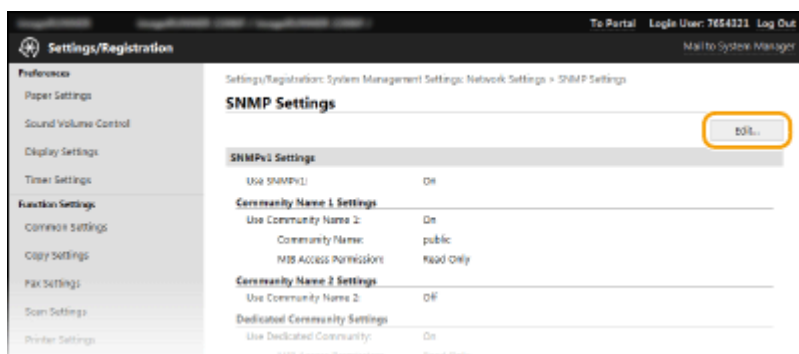 To Portal Login User: 7654321 Log Out
Settings/Registration
Mail to System Manager
Preferences
Paper Settings
Sound Volume Control
Display Settings
Timer Settings
Function Settings
Common Settings
Copy Settings
Fax Settings
Scan Settings
Printer Settings
Settings/Registration: System Management Settings: Network Settings > SNMP Settings
SNMP Settings
Edit...
SNMPv1 Settings
Use SNMPv1: On
Community Name 1 Settings
Use Community Name 1: On
Community Name: public
MIB Access Permission: Read Only
Community Name 2 Settings
Use Community Name 2: Off
Dedicated Community Settings
Use Dedicated Community: On